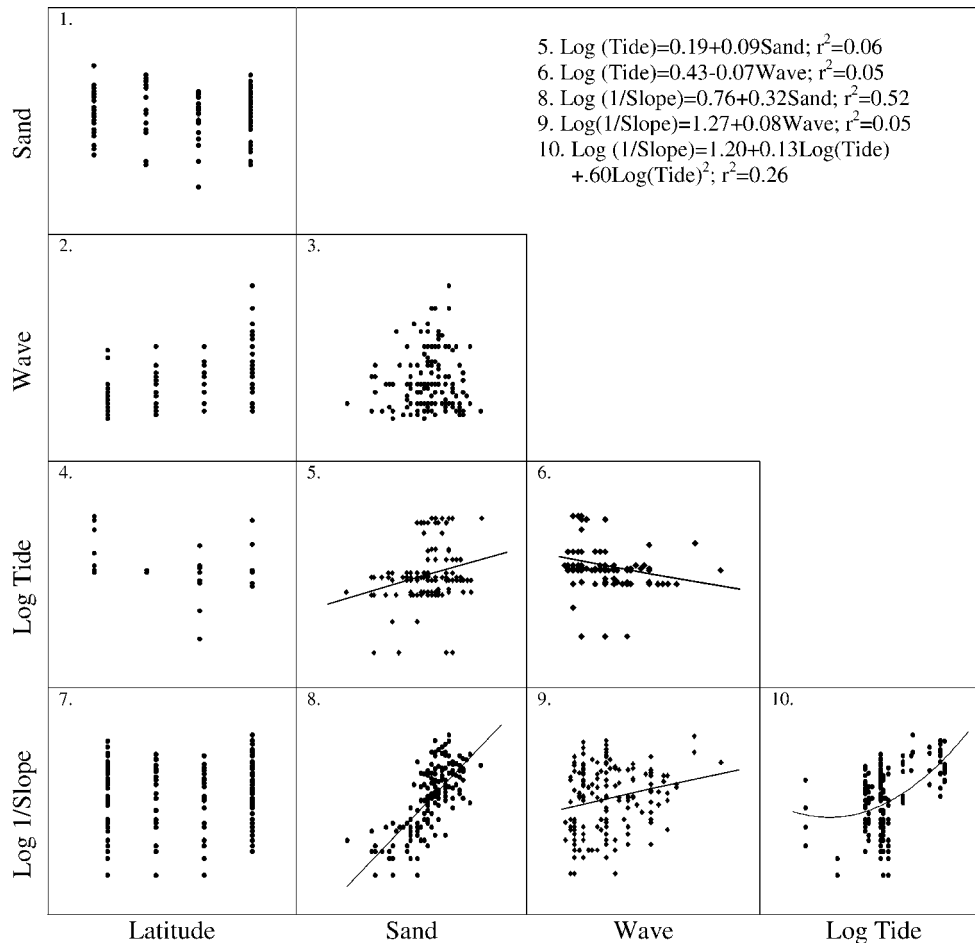 1.
5. Log (Tide)=0.19+0.09Sand; r²=0.06
6. Log (Tide)=0.43-0.07Wave; r²=0.05
8. Log (1/Slope)=0.76+0.32Sand; r²=0.52
9. Log(1/Slope)=1.27+0.08Wave; r²=0.05
10. Log (1/Slope)=1.20+0.13Log(Tide)
+.60Log(Tide)²; r²=0.26
Sand
2.
3.
Wave
4.
5.
6.
Log Tide
7.
8.
9.
10.
Log 1/Slope
Latitude
Sand
Wave
Log Tide